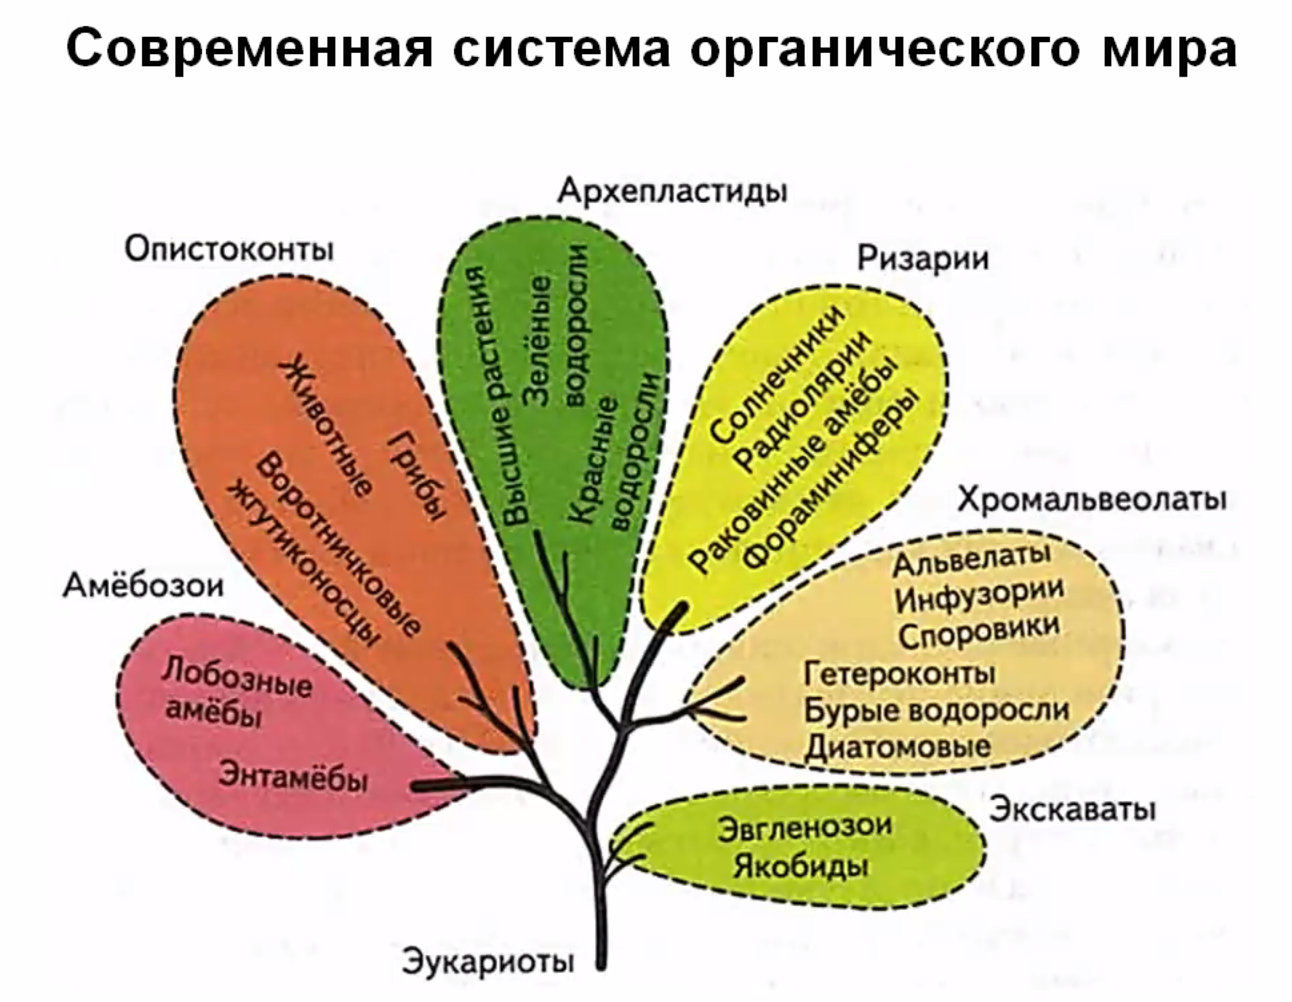 Современная система органического мира
Архепластиды
Опистоконты
Ризарии
Высшие растения
Зелёные
водоросли
Красные
водоросли
Солнечники
Радиолярии
Раковинные амёбы
Фораминиферы
Животные
Грибы
Воротничковые
жгутиконосцы
Хромальвеолаты
Альвелаты
Инфузории
Споровики
Гетероконты
Бурые водоросли
Диатомовые
Амёбозои
Лобозные
амёбы
Энтамёбы
Экскаваты
Эвгленозои
Якобиды
Эукариоты